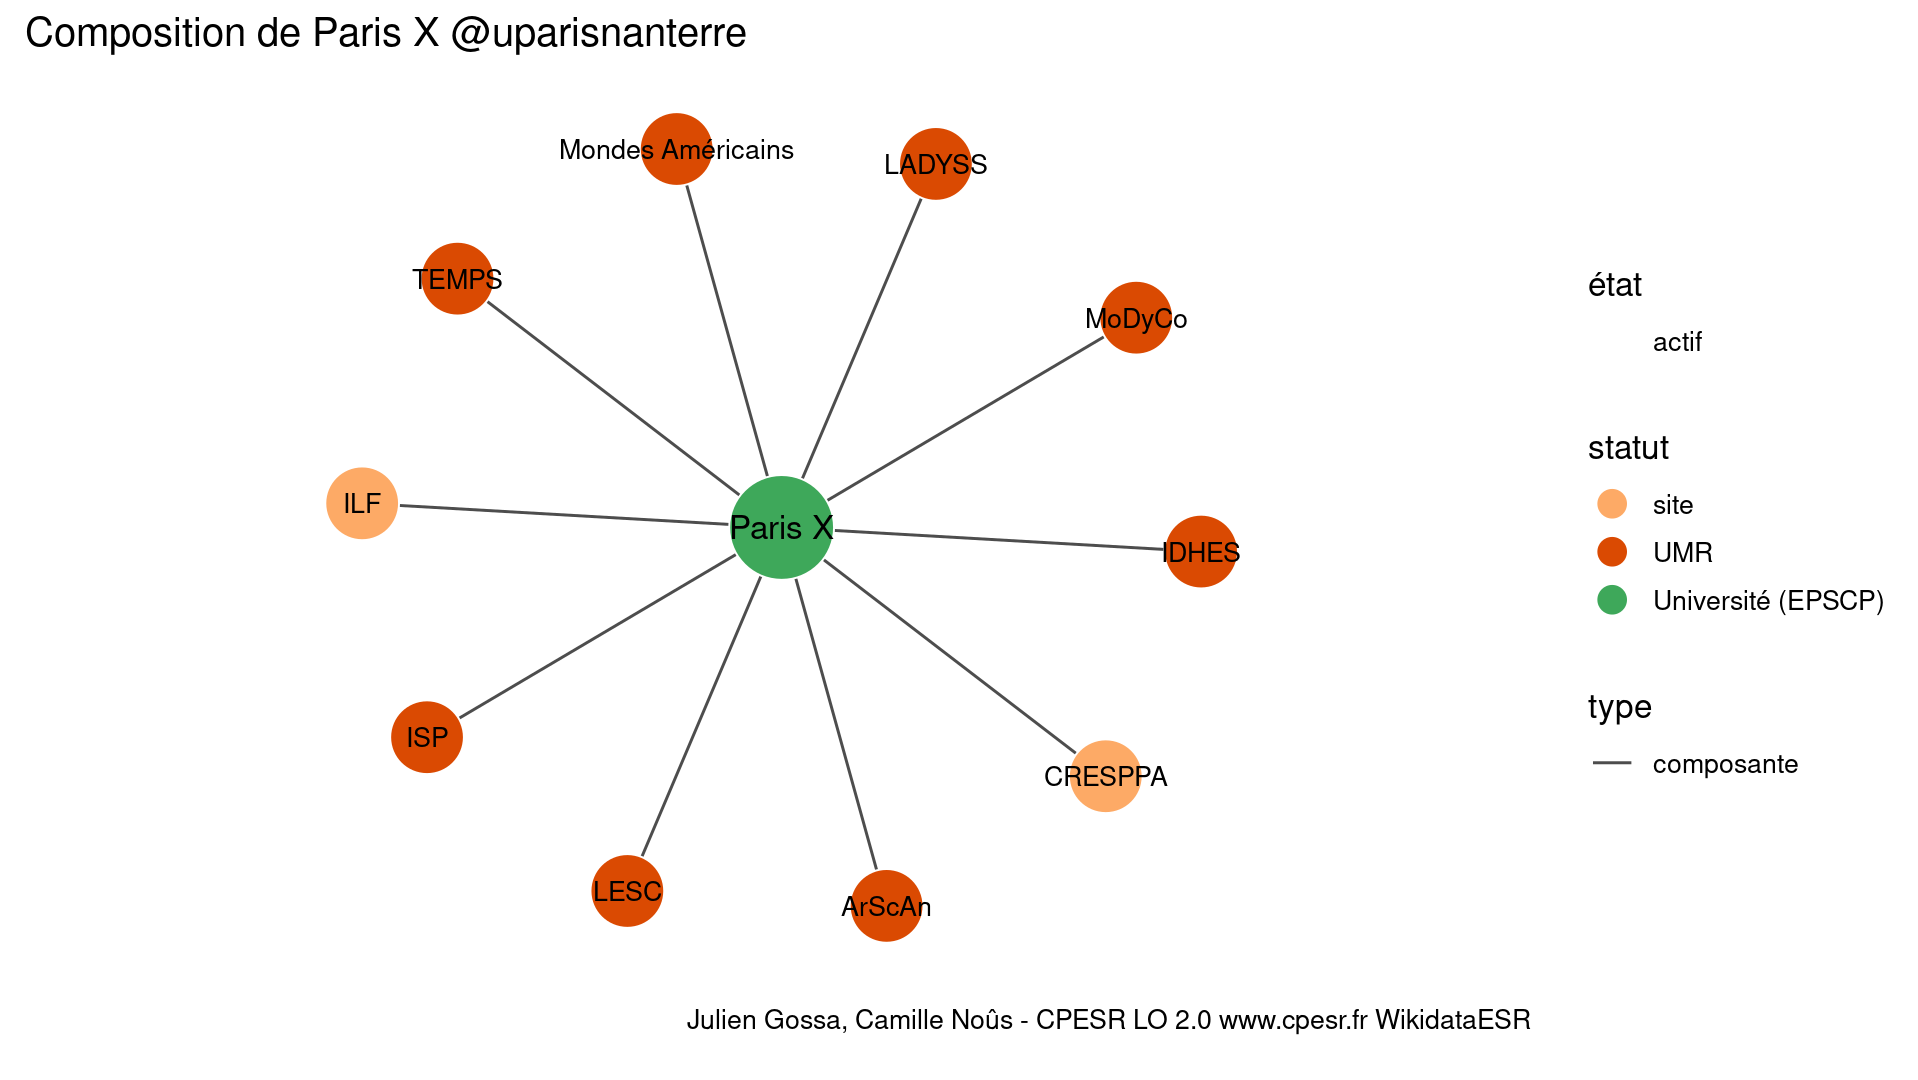 Composition de Paris X @uparisnanterre
Mondes Américains
LADYSS
TEMPS
MoDyCo
ILF
Paris X
IDHES
ISP
CRESPPA
LESC
ArScAn
état
actif
statut
site
UMR
Université (EPSCP)
type
composante
Julien Gossa, Camille Noûs - CPESR LO 2.0 www.cpesr.fr WikidataESR